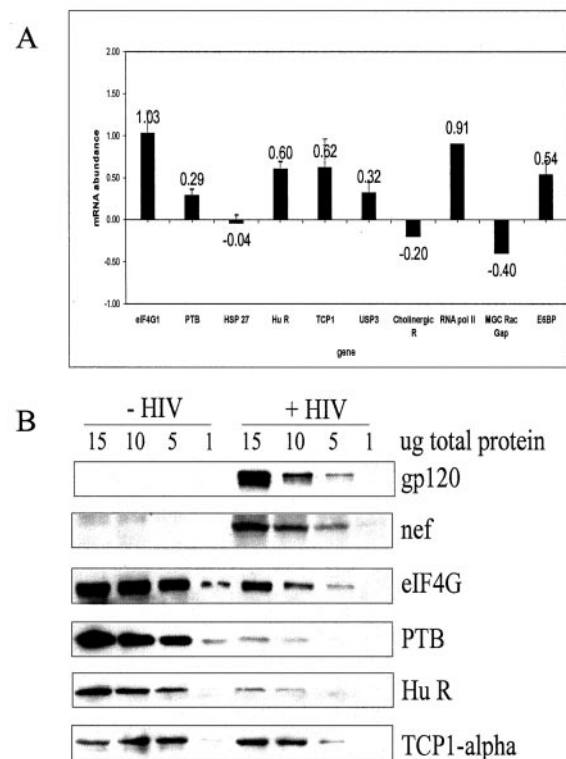 A
2.00
1.50
1.03
1.00
0.91
0.60
0.62
0.54
0.50
0.29
0.32
0.00
-0.04
-0.20
-0.40
-0.50
-1.00
mRNA abundance
eIF4G1 PTB HSP 27 Hu R TCP1 USP3 Cholinergic R RNA pol II MGC Rac Gap E6BP
gene
B
- HIV + HIV
15 10 5 1 15 10 5 1 ug total protein
gp120
nef
eIF4G
PTB
Hu R
TCP1-alpha